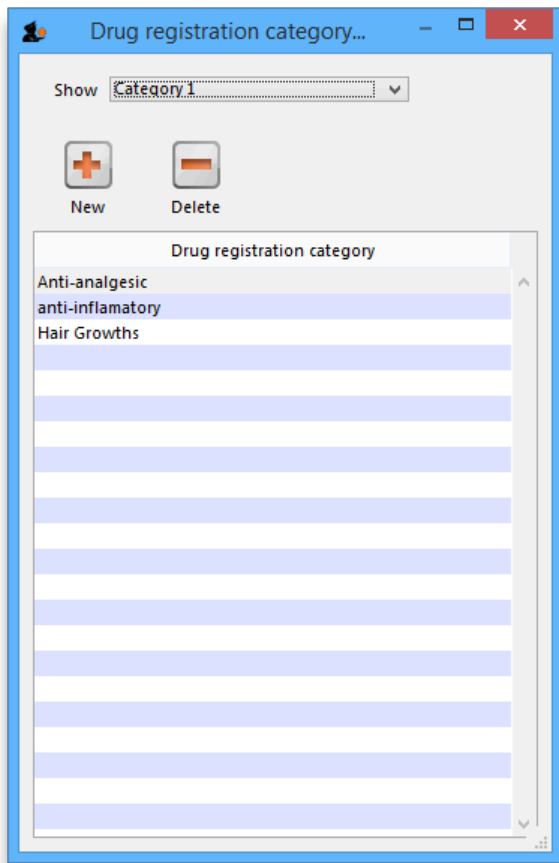 Drug registration category...
Show Category 1
New Delete
Drug registration category
Anti-analgesic
anti-inflamatory
Hair Growths